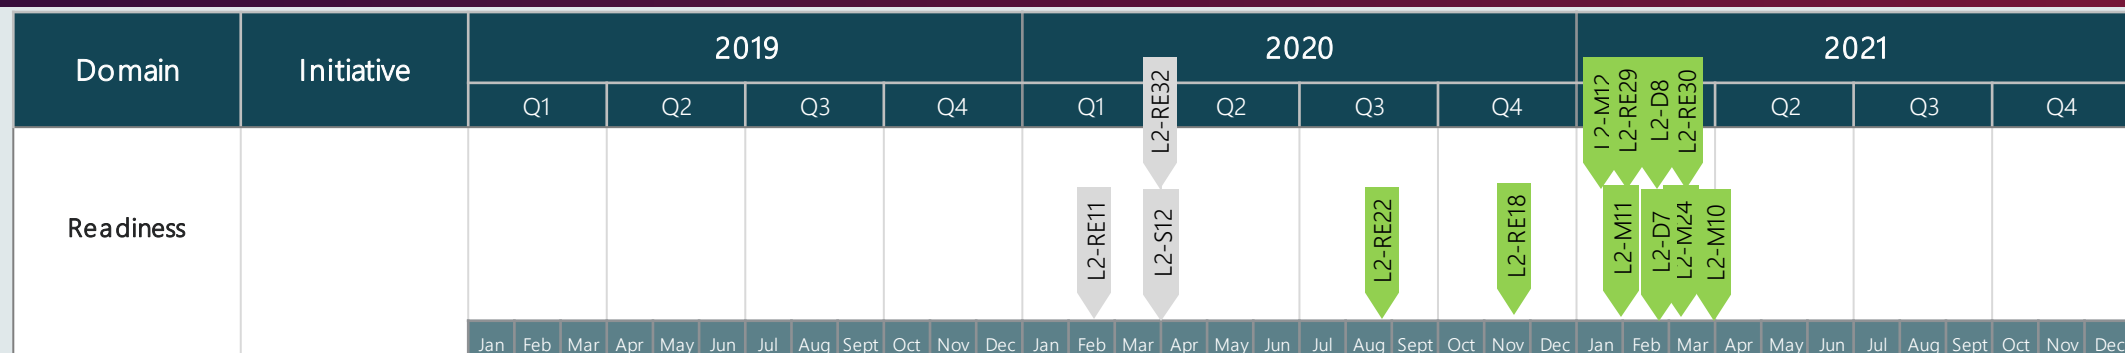 Domain
Initiative
2019
2020
2021
Q1
Q2
Q3
Q4
Q1
Q2
Q3
Q4
Q2
Q3
Q4
L2-RE32
L2-M12
L2-RE29
L2-D8
L2-RE30
Readiness
L2-RE11
L2-S12
L2-RE22
L2-RE18
L2-M11
L2-D7
L2-M24
L2-M10
Jan Feb Mar Apr May Jun Jul Aug Sept Oct Nov Dec Jan Feb Mar Apr May Jun Jul Aug Sept Oct Nov Dec Jan Feb Mar Apr May Jun Jul Aug Sept Oct Nov Dec